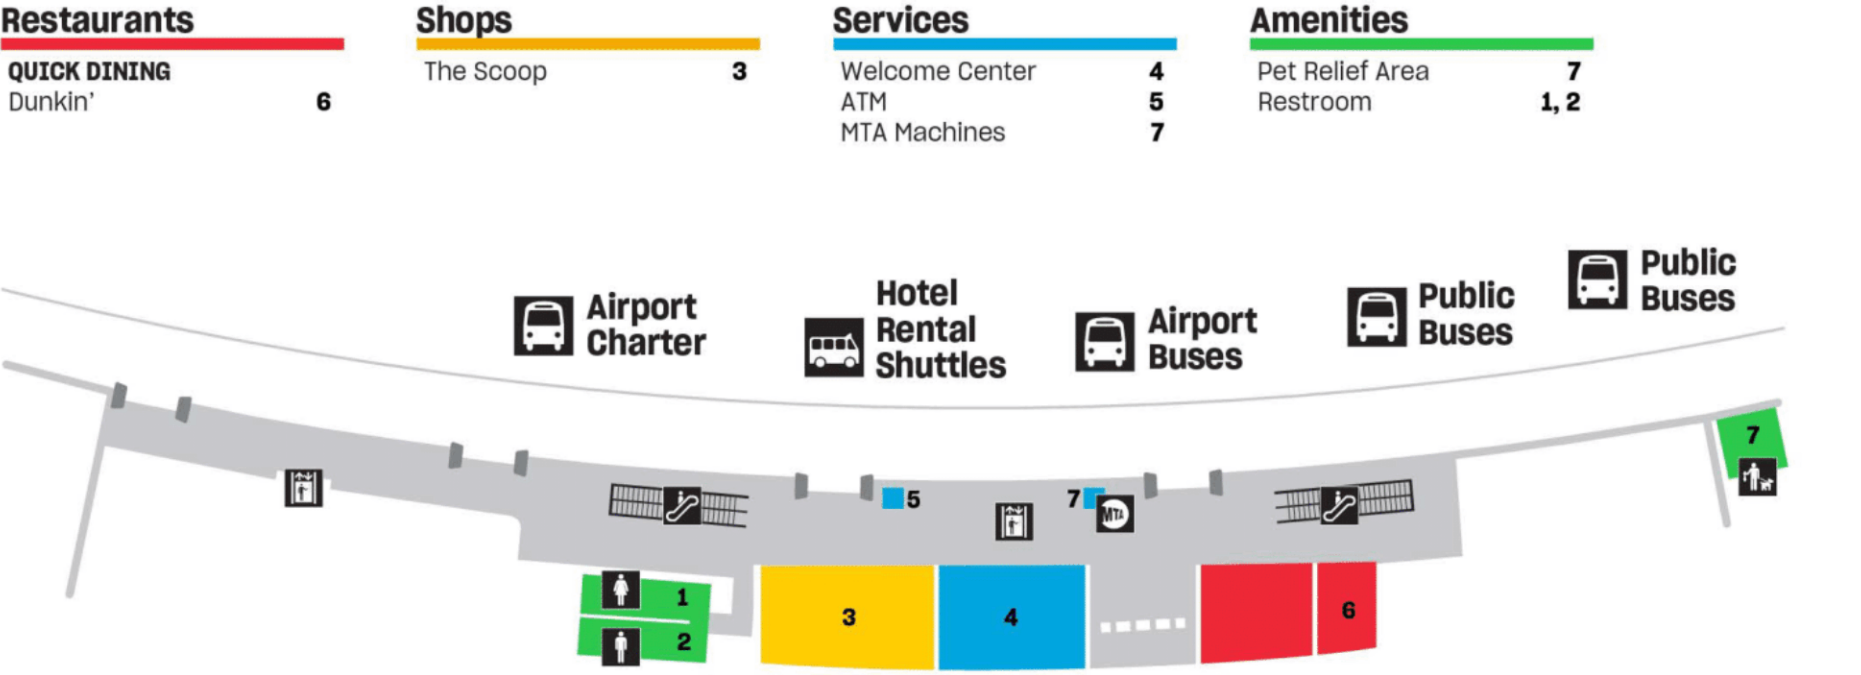 Restaurants
QUICK DINING
Dunkin’ 6
Shops
The Scoop 3
Services
Welcome Center 4
ATM 5
MTA Machines 7
Amenities
Pet Relief Area 7
Restroom 1, 2
Airport
Charter
Hotel
Rental
Shuttles
Airport
Buses
Public
Buses
Public
Buses
5
7
MTA
7
1
2
3
4
6